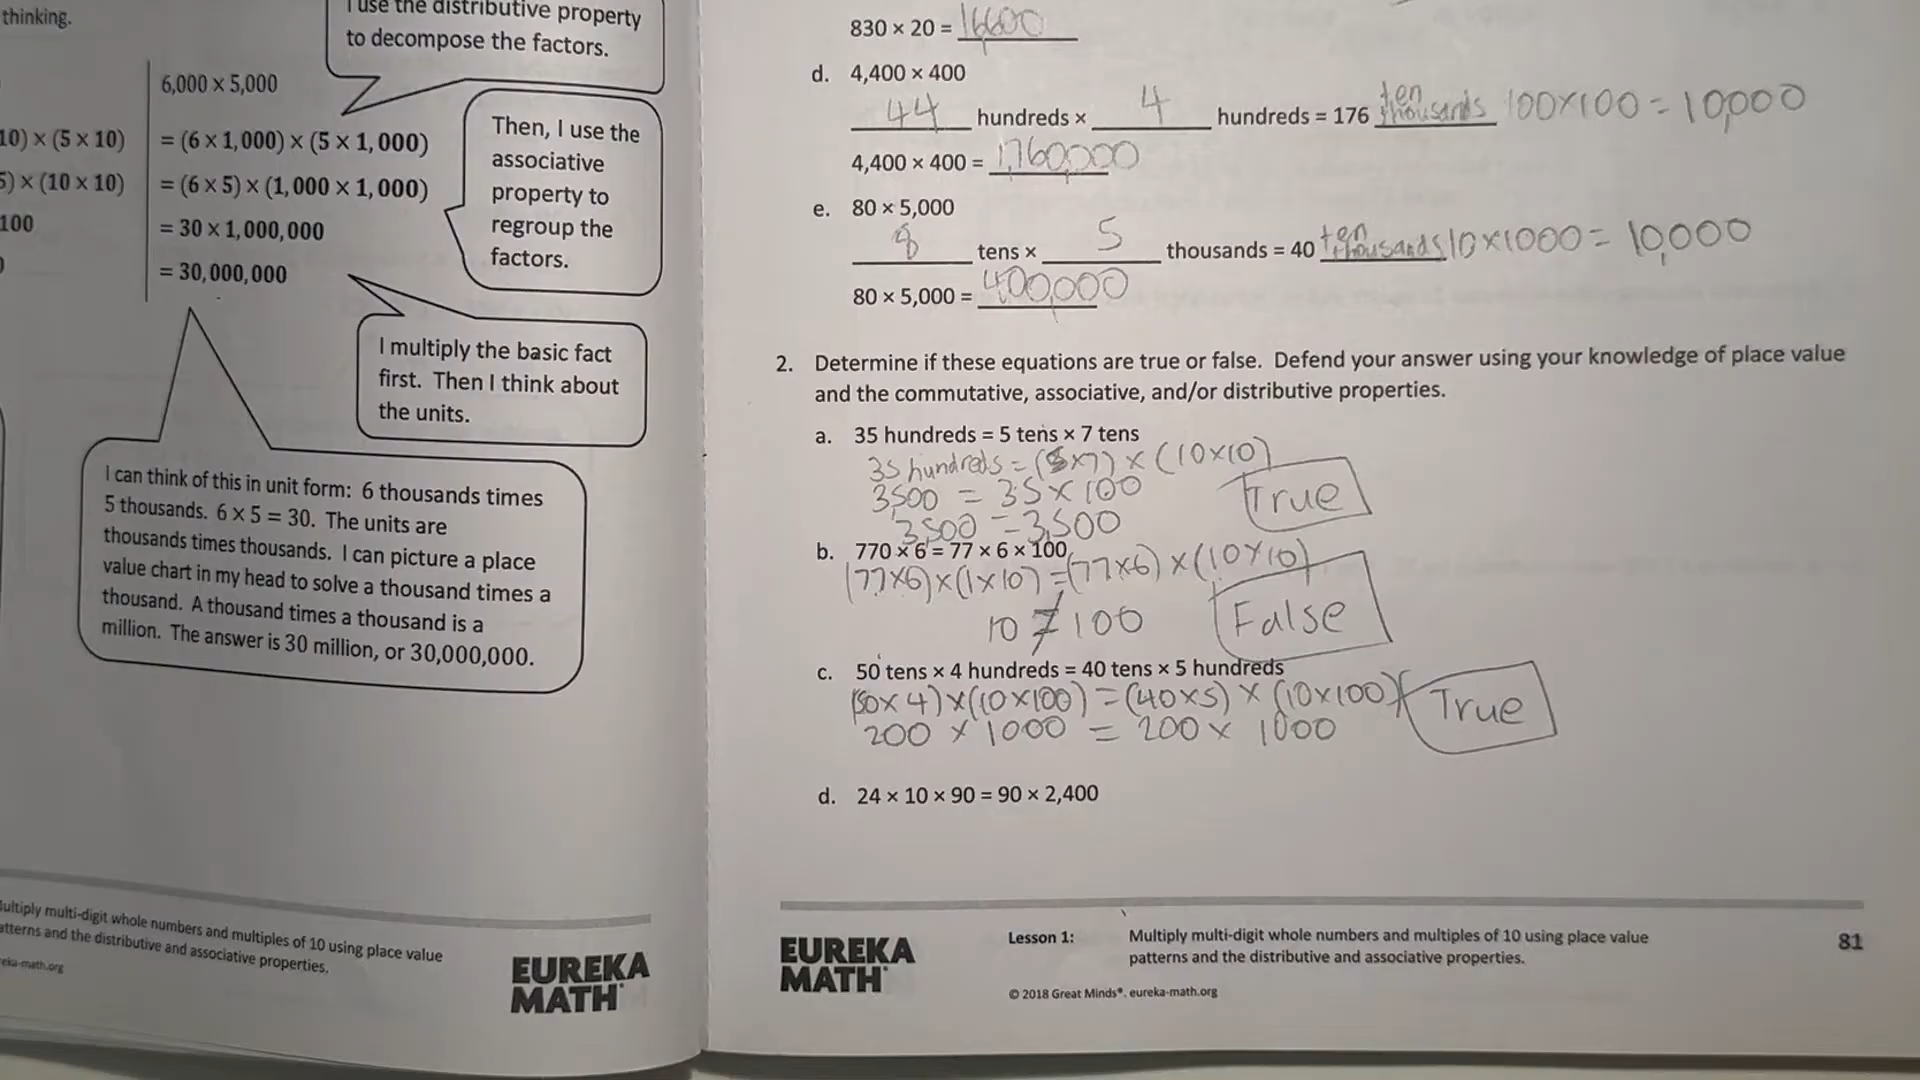 thinking.
I use the distributive property
to decompose the factors.
6,000 × 5,000
10) × (5 × 10)
= (6 × 1,000) × (5 × 1,000)
5) × (10 × 10)
= (6 × 5) × (1,000 × 1,000)
100
= 30 × 1,000,000
= 30,000,000
Then, I use the
associative
property to
regroup the
factors.
I multiply the basic fact
first. Then I think about
the units.
I can think of this in unit form: 6 thousands times
5 thousands. 6 × 5 = 30. The units are
thousands times thousands. I can picture a place
value chart in my head to solve a thousand times a
thousand. A thousand times a thousand is a
million. The answer is 30 million, or 30,000,000.
Multiply multi-digit whole numbers and multiples of 10 using place value
patterns and the distributive and associative properties.
eka-math.org
EUREKA
MATH
830 × 20 = 16600
d. 4,400 × 400
44 hundreds × 4 hundreds = 176 ten thousands 100×100 = 10,000
4,400 × 400 = 1,760,000
e. 80 × 5,000
8 tens × 5 thousands = 40 ten thousands 10×1000 = 10,000
80 × 5,000 = 400,000
2. Determine if these equations are true or false. Defend your answer using your knowledge of place value
and the commutative, associative, and/or distributive properties.
a. 35 hundreds = 5 tens × 7 tens
35 hundreds = (5×7) × (10×10)
3,500 = 35 × 100
True
3,500 = 3,500
b. 770 × 6 = 77 × 6 × 100
(77×6)×(1×10) = (77×6) × (10×10)
10 ≠ 100
False
c. 50 tens × 4 hundreds = 40 tens × 5 hundreds
(50×4)×(10×100) = (40×5) × (10×100)
True
200 × 1000 = 200 × 1000
d. 24 × 10 × 90 = 90 × 2,400
EUREKA
MATH
Lesson 1: Multiply multi-digit whole numbers and multiples of 10 using place value
patterns and the distributive and associative properties.
81
© 2018 Great Minds®. eureka-math.org